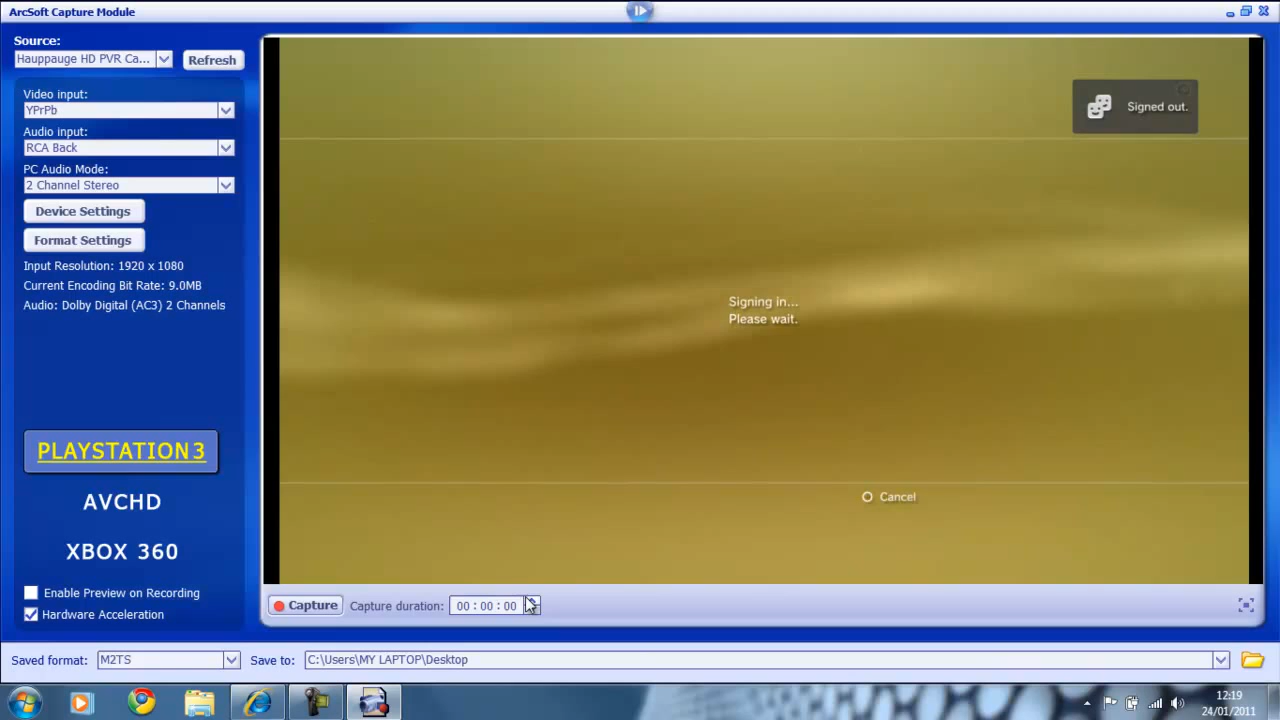 ArcSoft Capture Module
Source:
Hauppauge HD PVR Ca...
Refresh
Video input:
YPrPb
Audio input:
RCA Back
PC Audio Mode:
2 Channel Stereo
Device Settings
Format Settings
Input Resolution: 1920 x 1080
Current Encoding Bit Rate: 9.0MB
Audio: Dolby Digital (AC3) 2 Channels
PLAYSTATION3
AVCHD
XBOX 360
Enable Preview on Recording
Hardware Acceleration
Signed out.
Signing in...
Please wait.
Cancel
Capture
Capture duration:
00 : 00 : 00
Saved format:
M2TS
Save to:
C:\Users\MY LAPTOP\Desktop
12:19
24/01/2011